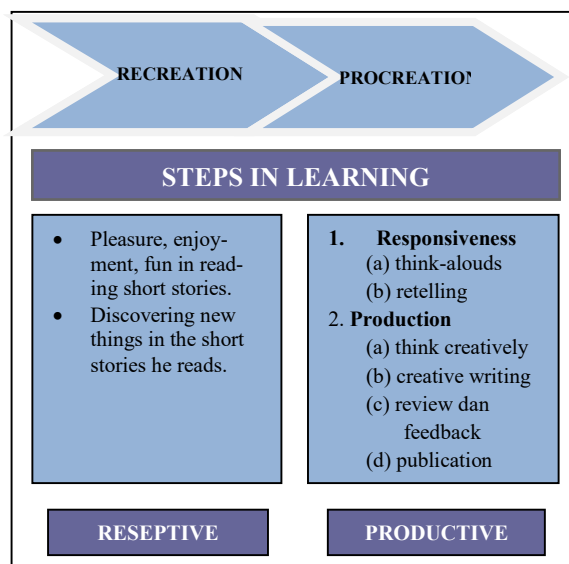 RECREATION
PROCREATION
STEPS IN LEARNING
• Pleasure, enjoy-
ment, fun in read-
ing short stories.
• Discovering new
things in the short
stories he reads.
1. Responsiveness
(a) think-alouds
(b) retelling
2. Production
(a) think creatively
(b) creative writing
(c) review dan
feedback
(d) publication
RESEPTIVE
PRODUCTIVE